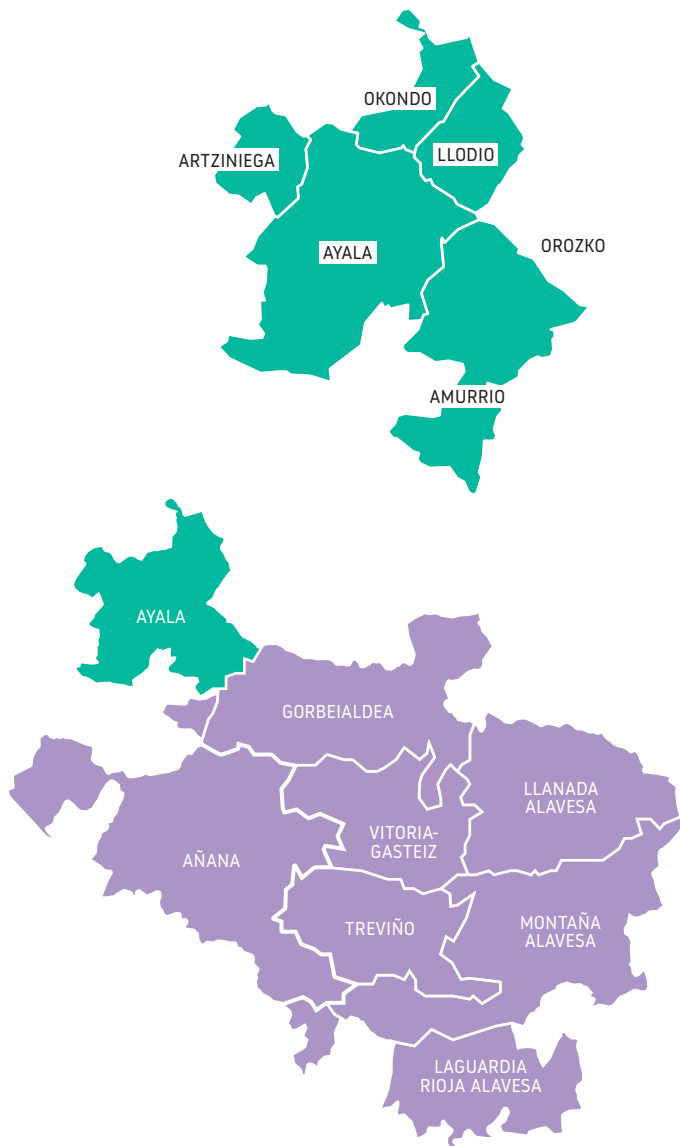 OKONDO
LLODIO
ARTZINIEGA
OROZKO
AYALA
AMURRIO
AYALA
GORBEIALDEA
LLANADA
ALAVESA
VITORIA-
GASTEIZ
AÑANA
TREVIÑO
MONTAÑA
ALAVESA
LAGUARDIA
RIOJA ALAVESA